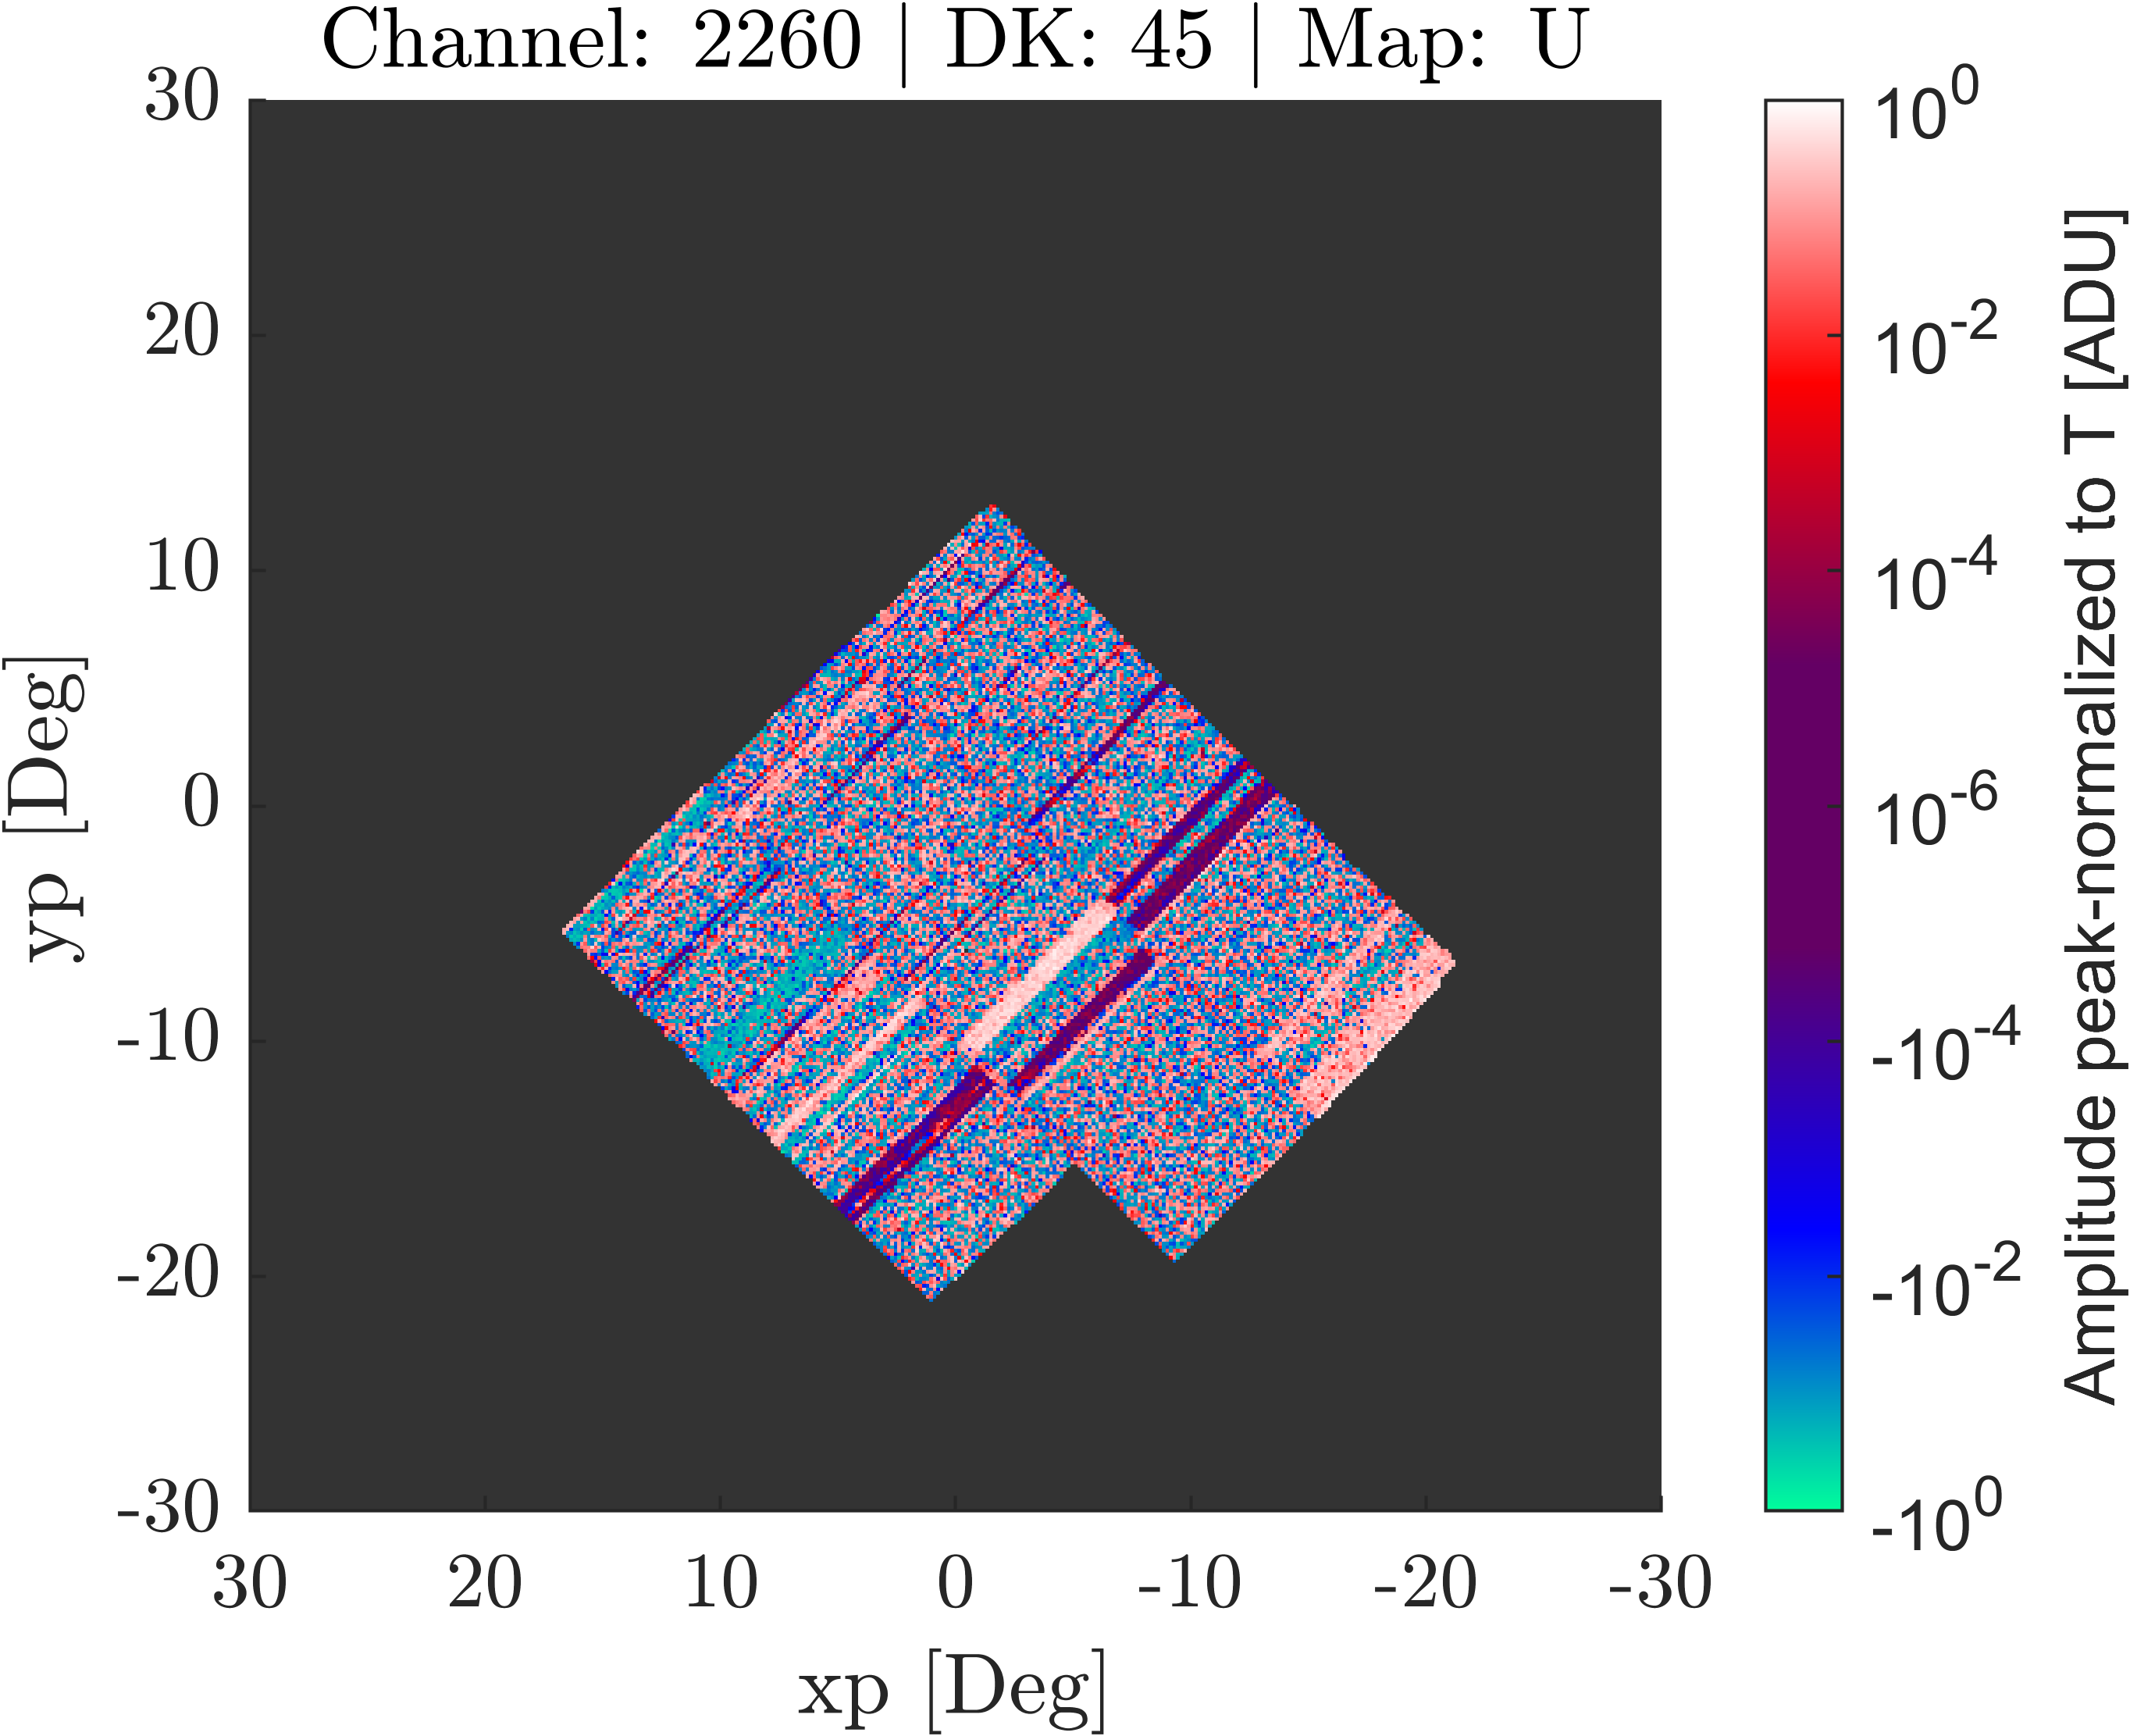 Channel: 2260 | DK: 45 | Map: U
30
20
10
0
-10
-20
-30
yp [Deg]
30 20 10 0 -10 -20 -30
xp [Deg]
10^0
10^-2
10^-4
10^-6
-10^-4
-10^-2
-10^0
Amplitude peak-normalized to T [ADU]